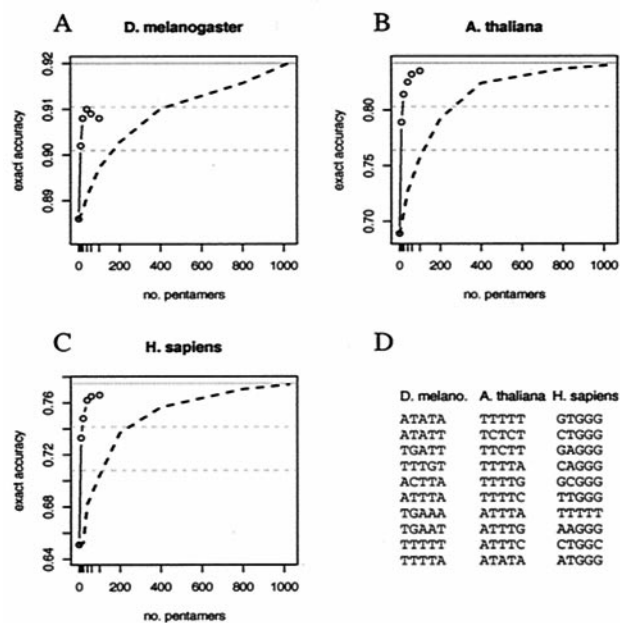 A D. melanogaster
exact accuracy
0.89 0.90 0.91 0.92
0 200 400 600 800 1000
no. pentamers
B A. thaliana
exact accuracy
0.70 0.75 0.80
0 200 400 600 800 1000
no. pentamers
C H. sapiens
exact accuracy
0.64 0.68 0.72 0.76
0 200 400 600 800 1000
no. pentamers
D
D. melano. A. thaliana H. sapiens
ATATA TTTTT GTGGG
ATATT TCTCT CTGGG
TGATT TTCTT GAGGG
TTTGT TTTTA CAGGG
ACTTA TTTTG GCGGG
ATTTA TTTTC TTGGG
TGAAA ATTTA TTTTT
TGAAT ATTTG AAGGG
TTTTT ATTTC CTGGC
TTTTA ATATA ATGGG